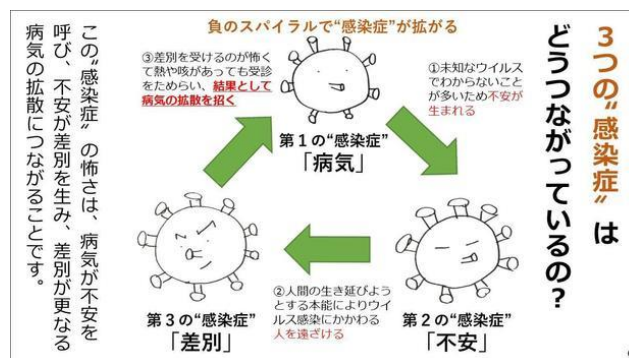 3つの〝感染症〟は
どうつながっているの？
負のスパイラルで“感染症”が拡がる
①未知なウイルス
でわからないこと
が多いため不安が
生まれる
第１の“感染症”
「病気」
第２の“感染症”
「不安」
②人間の生き延びよう
とする本能によりウイ
ルス感染にかかわる
人を遠ざける
第３の“感染症”
「差別」
③差別を受けるのが怖く
て熱や咳があっても受診
をためらい、結果として
病気の拡散を招く
この〝感染症〟の怖さは、病気が不安を
呼び、不安が差別を生み、差別が更なる
病気の拡散につながることです。